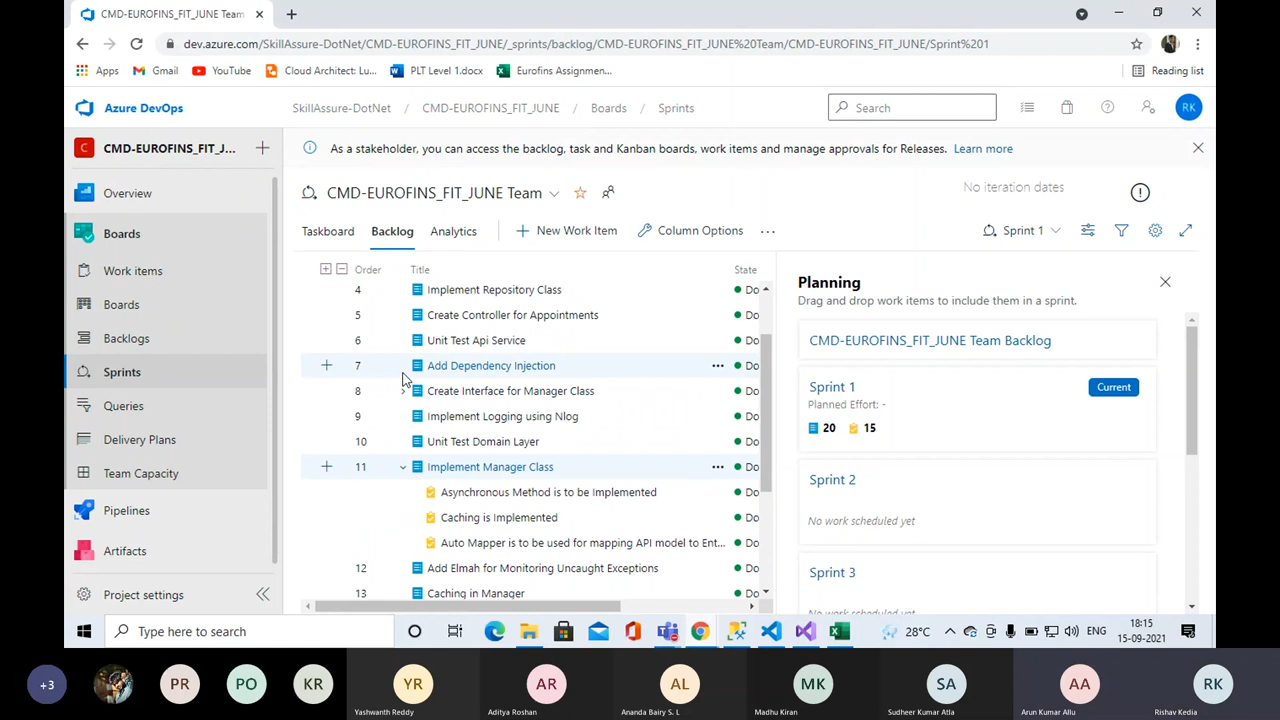 CMD-EUROFINS_FIT_JUNE Team
dev.azure.com/SkillAssure-DotNet/CMD-EUROFINS_FIT_JUNE/_sprints/backlog/CMD-EUROFINS_FIT_JUNE%20Team/CMD-EUROFINS_FIT_JUNE/Sprint%201
Apps Gmail YouTube Cloud Architect: Lu... PLT Level 1.docx Eurofins Assignmen... Reading list
Azure DevOps SkillAssure-DotNet / CMD-EUROFINS_FIT_JUNE / Boards / Sprints Search RK
C CMD-EUROFINS_FIT_J...
As a stakeholder, you can access the backlog, task and Kanban boards, work items and manage approvals for Releases. Learn more
Overview
Boards
Work items
Boards
Backlogs
Sprints
Queries
Delivery Plans
Team Capacity
Pipelines
Artifacts
Project settings
CMD-EUROFINS_FIT_JUNE Team
No iteration dates
Taskboard Backlog Analytics New Work Item Column Options Sprint 1
Order Title State
4 Implement Repository Class Do
5 Create Controller for Appointments Do
6 Unit Test Api Service Do
7 Add Dependency Injection Do
8 Create Interface for Manager Class Do
9 Implement Logging using Nlog Do
10 Unit Test Domain Layer Do
11 Implement Manager Class Do
Asynchronous Method is to be Implemented Do
Caching is Implemented Do
Auto Mapper is to be used for mapping API model to Ent... Do
12 Add Elmah for Monitoring Uncaught Exceptions Do
13 Caching in Manager Do
Planning
Drag and drop work items to include them in a sprint.
CMD-EUROFINS_FIT_JUNE Team Backlog
Sprint 1 Current
Planned Effort: -
20 15
Sprint 2
No work scheduled yet
Sprint 3
No work scheduled yet
Type here to search
28°C ENG 18:15
15-09-2021
+3 PR PO KR YR AR AL MK SA AA RK
Yashwanth Reddy Aditya Roshan Ananda Bairy S. L Madhu Kiran Sudheer Kumar Atla Arun Kumar Allu Rishav Kedia